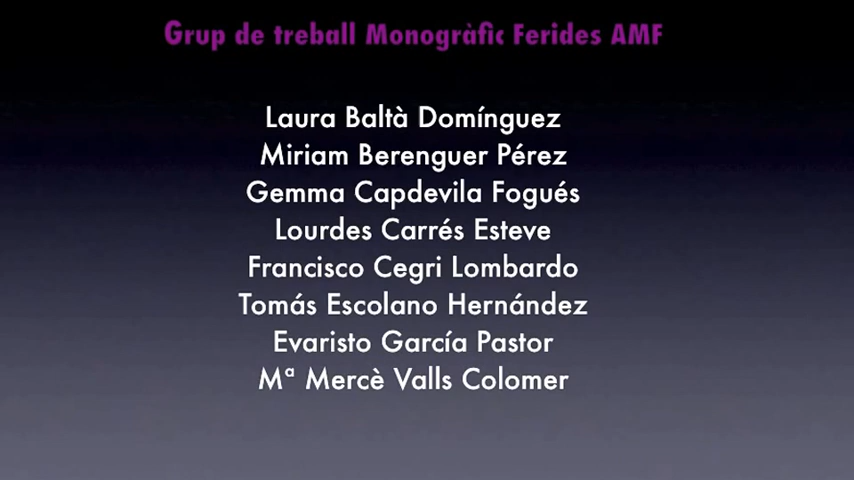 Grup de treball Monogràfic Ferides AMF
Laura Baltà Domínguez
Miriam Berenguer Pérez
Gemma Capdevila Fogués
Lourdes Carrés Esteve
Francisco Cegri Lombardo
Tomás Escolano Hernández
Evaristo García Pastor
Mª Mercè Valls Colomer